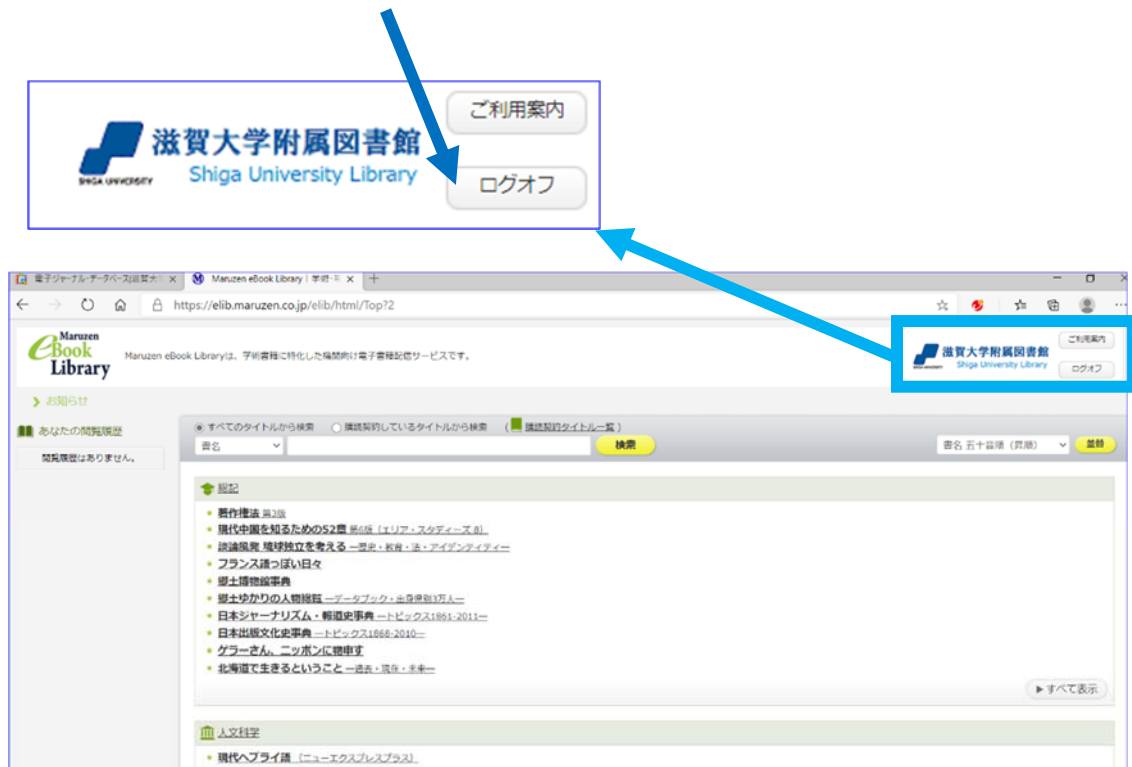 ご利用案内
滋賀大学附属図書館
Shiga University Library
SHIGA UNIVERSITY
ログオフ
電子ジャーナル・データベース|滋賀大
Maruzen eBook Library | 学術・
https://elib.maruzen.co.jp/elib/html/Top?2
Maruzen
eBook
Library
Maruzen eBook Libraryは、学術書籍に特化した機関向け電子書籍配信サービスです。
滋賀大学附属図書館
Shiga University Library
ご利用案内
ログオフ
お知らせ
あなたの閲覧履歴
閲覧履歴はありません。
すべてのタイトルから検索 購読契約しているタイトルから検索 ( 購読契約タイトル一覧 )
書名 検索 書名 五十音順 (昇順) 並替
総記
著作権法 第3版
現代中国を知るための52章 第6版 (エリア・スタディーズ 8)
談論風発 琉球独立を考える —歴史・教育・法・アイデンティティ—
フランス語っぽい日々
郷土博物館事典
郷土ゆかりの人物総覧 —データブック・出身県別3万人—
日本ジャーナリズム・報道史事典 —トピックス1861-2011—
日本出版文化史事典 —トピックス1868-2010—
ゲラーさん、ニッポンに物申す
北海道で生きるということ —過去・現在・未来—
すべて表示
人文科学
現代ヘブライ語 (ニューエクスプレスプラス)